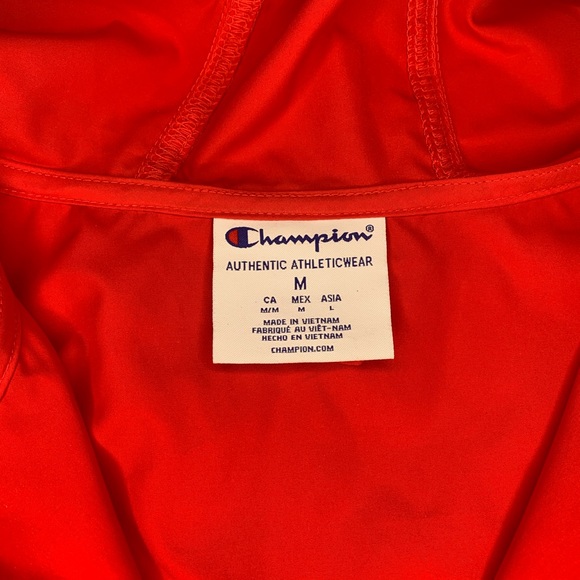 Champion®
AUTHENTIC ATHLETICWEAR
M
CA MEX ASIA
M/M M L
MADE IN VIETNAM
FABRIQUÉ AU VIÊT-NAM
HECHO EN VIETNAM
CHAMPION.COM